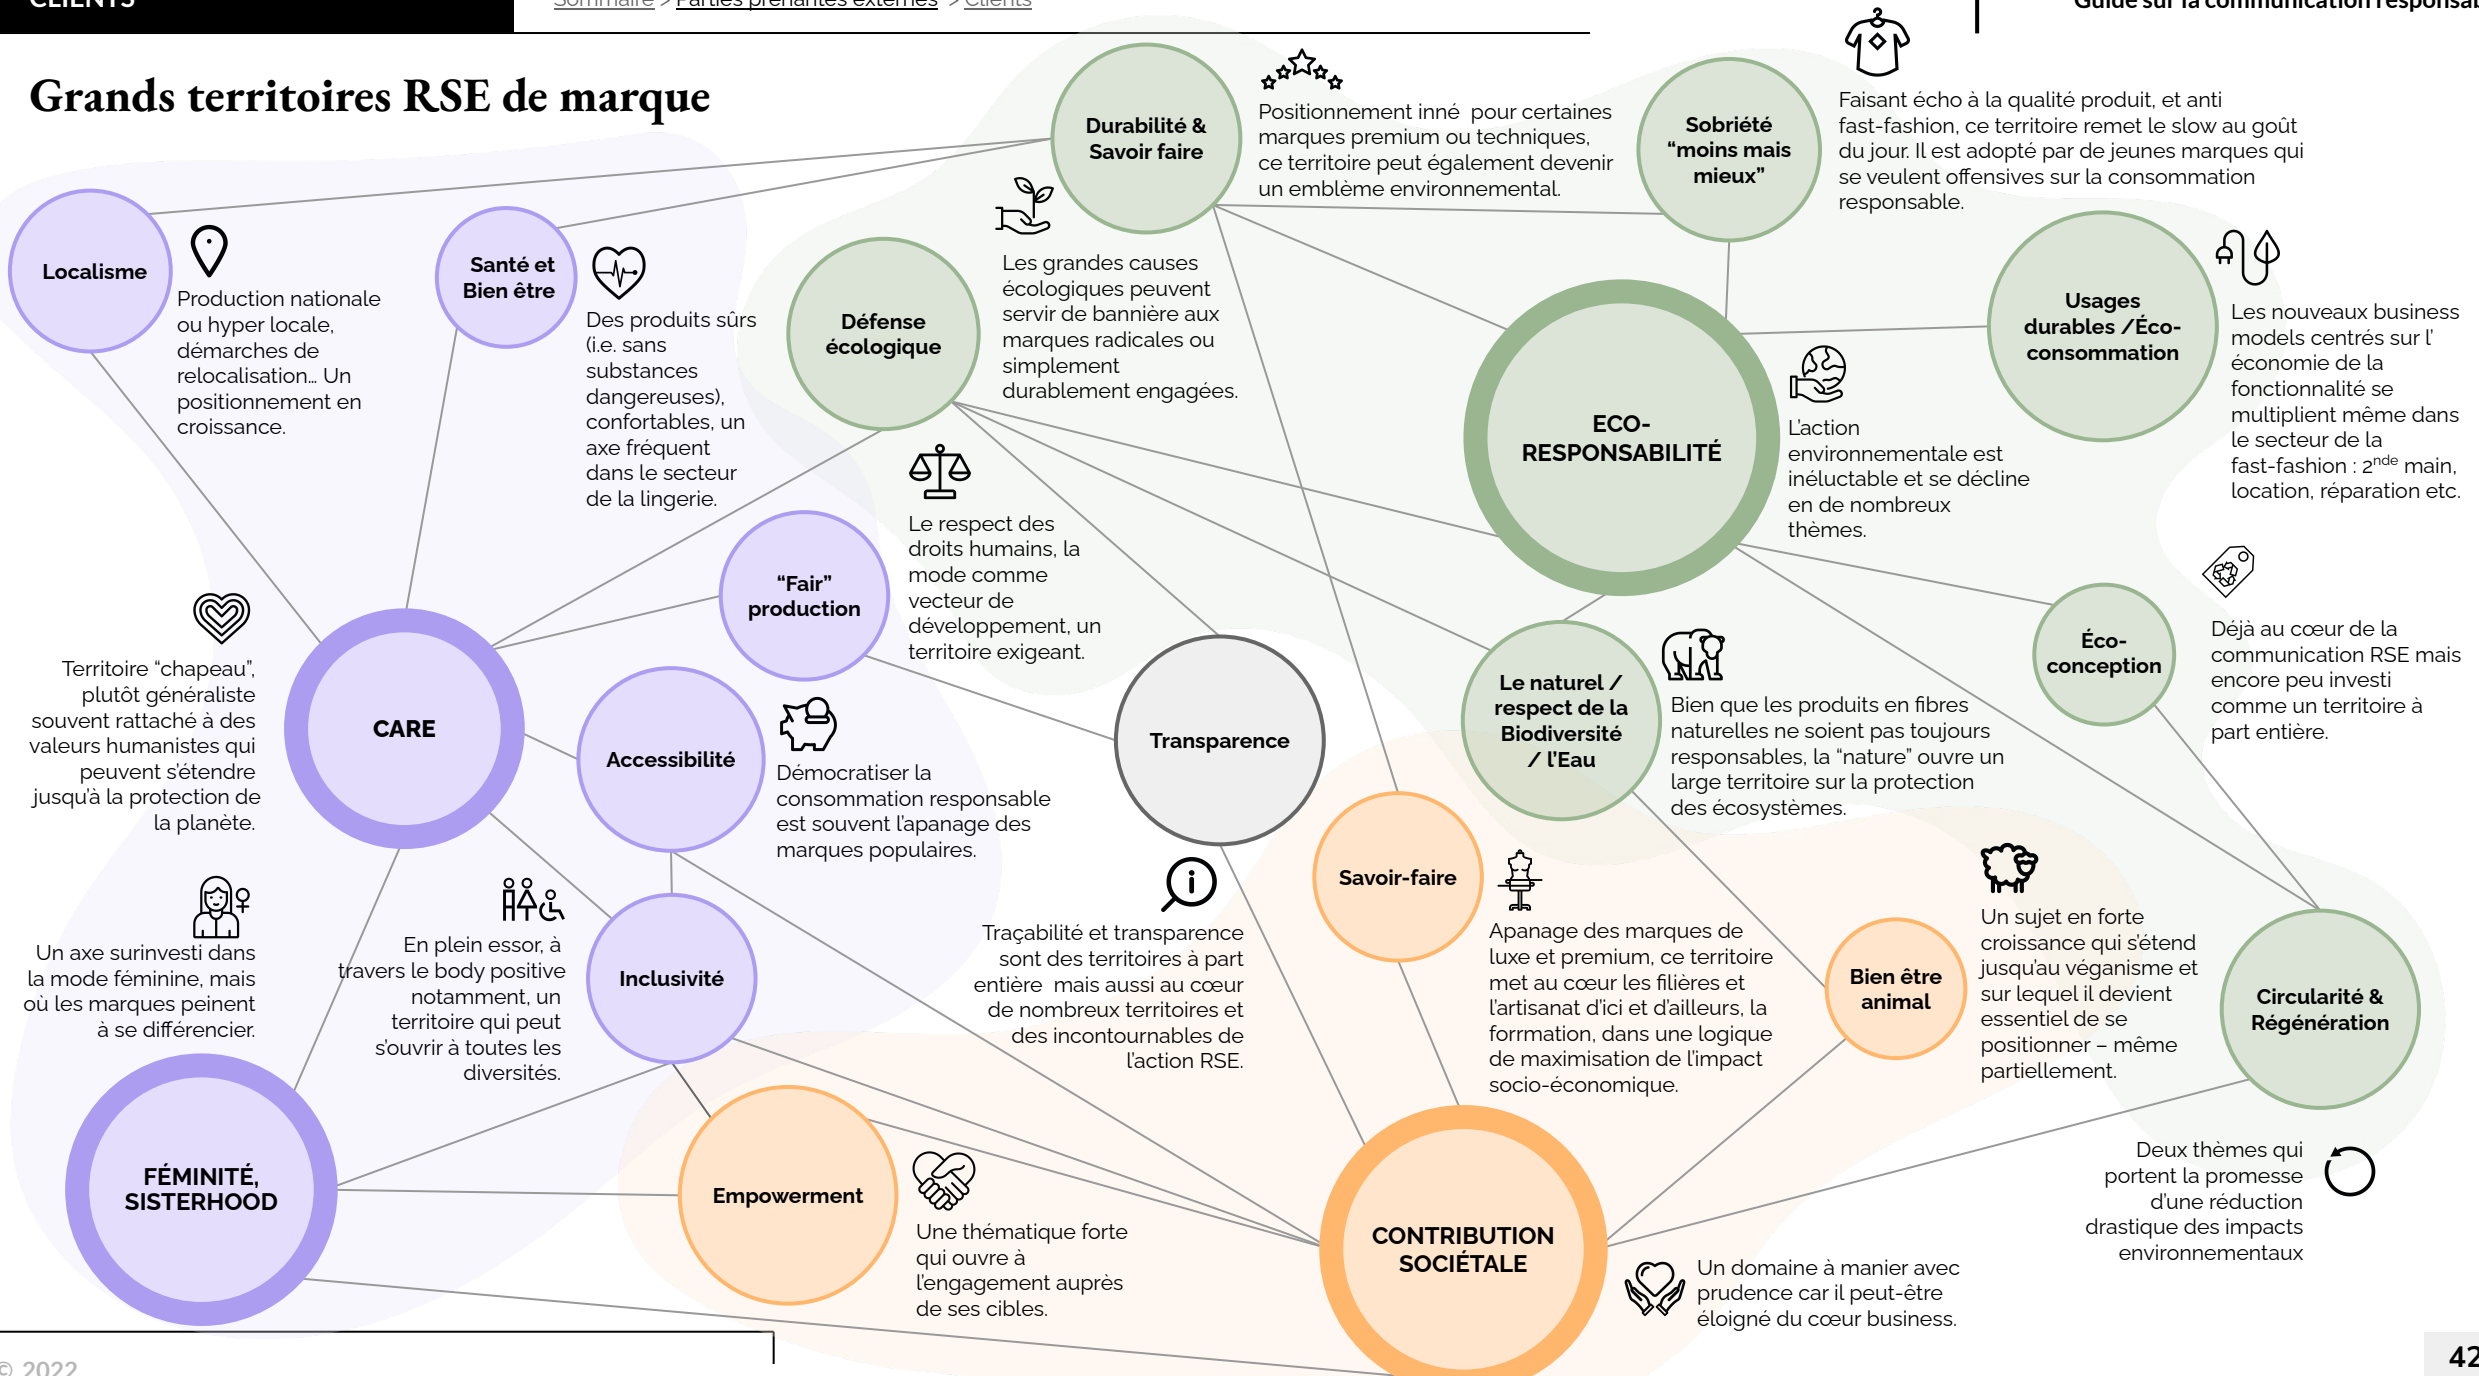 CLIENTS
Sommaire > Parties prenantes externes > Clients
Guide sur la communication responsab
Grands territoires RSE de marque
Durabilité &
Savoir faire
Positionnement inné  pour certaines
marques premium ou techniques,
ce territoire peut également devenir
un emblème environnemental.
Sobriété
“moins mais
mieux”
Faisant écho à la qualité produit, et anti
fast-fashion, ce territoire remet le slow au goût
du jour. Il est adopté par de jeunes marques qui
se veulent offensives sur la consommation
responsable.
Localisme
Production nationale
ou hyper locale,
démarches de
relocalisation… Un
positionnement en
croissance.
Santé et
Bien être
Des produits sûrs
(i.e. sans
substances
dangereuses),
confortables, un
axe fréquent
dans le secteur
de la lingerie.
Défense
écologique
Les grandes causes
écologiques peuvent
servir de bannière aux
marques radicales ou
simplement
durablement engagées.
ECO-
RESPONSABILITÉ
L’action
environnementale est
inéluctable et se décline
en de nombreux
thèmes.
Usages
durables /Éco-
consommation
Les nouveaux business
models centrés sur l’
économie de la
fonctionnalité se
multiplient même dans
le secteur de la
fast-fashion : 2nde main,
location, réparation etc.
“Fair”
production
Le respect des
droits humains, la
mode comme
vecteur de
développement, un
territoire exigeant.
Territoire “chapeau”,
plutôt généraliste
souvent rattaché à des
valeurs humanistes qui
peuvent s’étendre
jusqu’à la protection de
la planète.
CARE
Accessibilité
Démocratiser la
consommation responsable
est souvent l’apanage des
marques populaires.
Transparence
Traçabilité et transparence
sont des territoires à part
entière  mais aussi au cœur
de nombreux territoires et
des incontournables de
l’action RSE.
Le naturel /
respect de la
Biodiversité
/ l’Eau
Bien que les produits en fibres
naturelles ne soient pas toujours
responsables, la “nature” ouvre un
large territoire sur la protection
des écosystèmes.
Éco-
conception
Déjà au cœur de la
communication RSE mais
encore peu investi
comme un territoire à
part entière.
Un axe surinvesti dans
la mode féminine, mais
où les marques peinent
à se différencier.
FÉMINITÉ,
SISTERHOOD
En plein essor, à
travers le body positive
notamment, un
territoire qui peut
s’ouvrir à toutes les
diversités.
Inclusivité
Savoir-faire
Apanage des marques de
luxe et premium, ce territoire
met au cœur les filières et
l’artisanat d’ici et d’ailleurs, la
forrmation, dans une logique
de maximisation de l’impact
socio-économique.
Bien être
animal
Un sujet en forte
croissance qui s’étend
jusqu’au véganisme et
sur lequel il devient
essentiel de se
positionner – même
partiellement.
Circularité &
Régénération
Deux thèmes qui
portent la promesse
d’une réduction
drastique des impacts
environnementaux
Empowerment
Une thématique forte
qui ouvre à
l’engagement auprès
de ses cibles.
CONTRIBUTION
SOCIÉTALE
Un domaine à manier avec
prudence car il peut-être
éloigné du cœur business.
© 2022
42